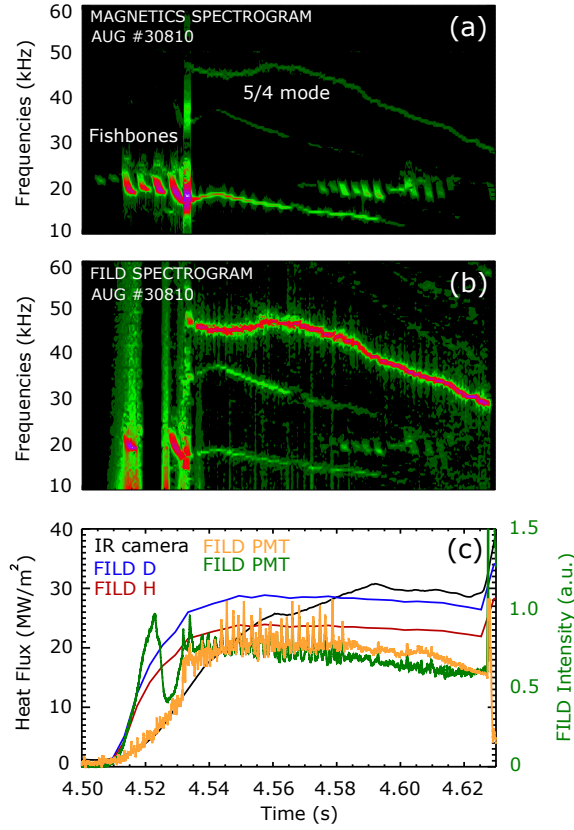 60
MAGNETICS SPECTROGRAM
(a)
AUG #30810
50
5/4 mode
40
Fishbones
30
20
10
Frequencies (kHz)
60
FILD SPECTROGRAM
(b)
AUG #30810
50
40
30
20
10
Frequencies (kHz)
40
IR camera
FILD PMT
(c)
1.5
FILD D
FILD PMT
FILD H
30
1.0
20
0.5
10
0
0
Heat Flux (MW/m²)
FILD Intensity (a.u.)
4.50 4.52 4.54 4.56 4.58 4.60 4.62
Time (s)